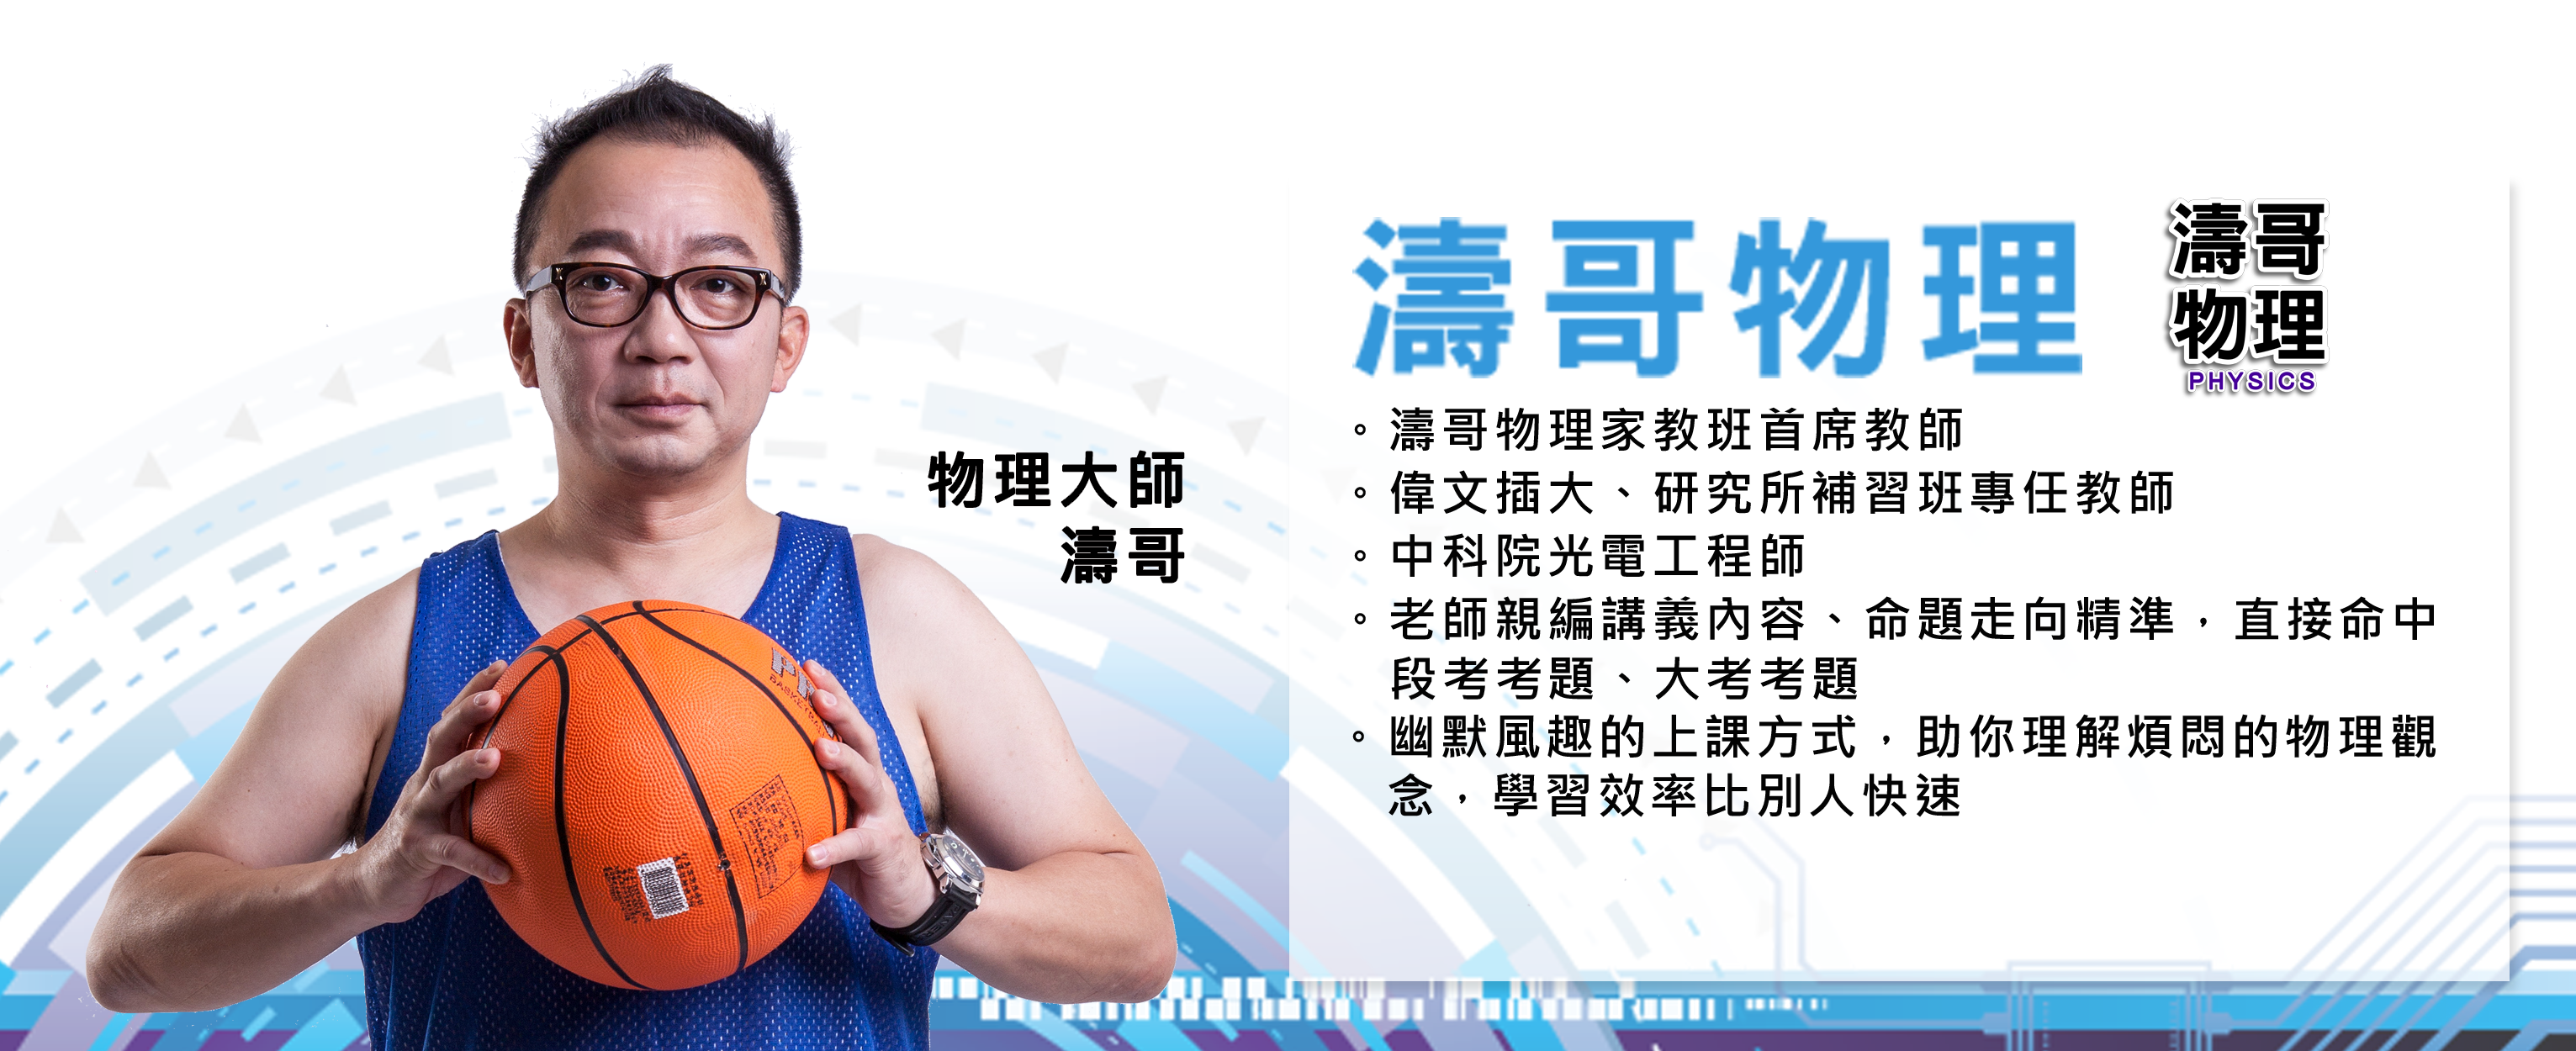 物理大師
濤哥
濤哥物理
濤哥
物理
PHYSICS
。濤哥物理家教班首席教師
。偉文插大、研究所補習班專任教師
。中科院光電工程師
。老師親編講義內容、命題走向精準，直接命中
段考考題、大考考題
。幽默風趣的上課方式，助你理解煩悶的物理觀
念，學習效率比別人快速